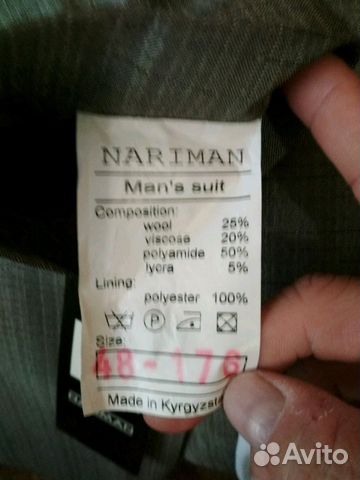 NARIMAN
Man's suit
Composition:
wool 25%
viscose 20%
polyamide 50%
lycra 5%
Lining:
polyester 100%
P
Size:
48-176
Made in Kyrgyzsta
Avito